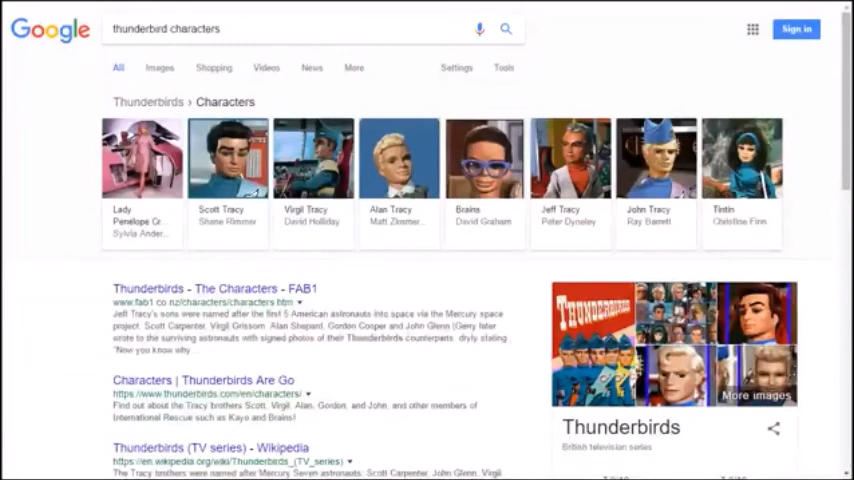 Google
thunderbird characters
Sign in
All Images Shopping Videos News More Settings Tools
Thunderbirds › Characters
Lady Penelope Cr...
Sylvia Ander...
Scott Tracy
Shane Rimmer
Virgil Tracy
David Holliday
Alan Tracy
Matt Zimmer...
Brains
David Graham
Jeff Tracy
Peter Dyneley
John Tracy
Ray Barrett
Tintin
Christine Finn
Thunderbirds - The Characters - FAB1
www.fab1.co.nz/characters/characters.htm
Jeff Tracy's sons were named after the first 5 American astronauts into space via the Mercury space
project. Scott Carpenter, Virgil Grissom, Alan Shepard, Gordon Cooper and John Glenn (Gerry later
wrote to the surviving astronauts with signed photos of their Thunderbirds counterparts, dryly stating
"Now you know why...
Characters | Thunderbirds Are Go
https://www.thunderbirds.com/en/characters/
Find out about the Tracy brothers Scott, Virgil, Alan, Gordon, and John, and other members of
International Rescue such as Kayo and Brains!
Thunderbirds (TV series) - Wikipedia
https://en.wikipedia.org/wiki/Thunderbirds_(TV_series)
The Tracy brothers were named after Mercury Seven astronauts: Scott Carpenter, John Glenn, Virgil
THUNDERBIRDS
More images
Thunderbirds
British television series